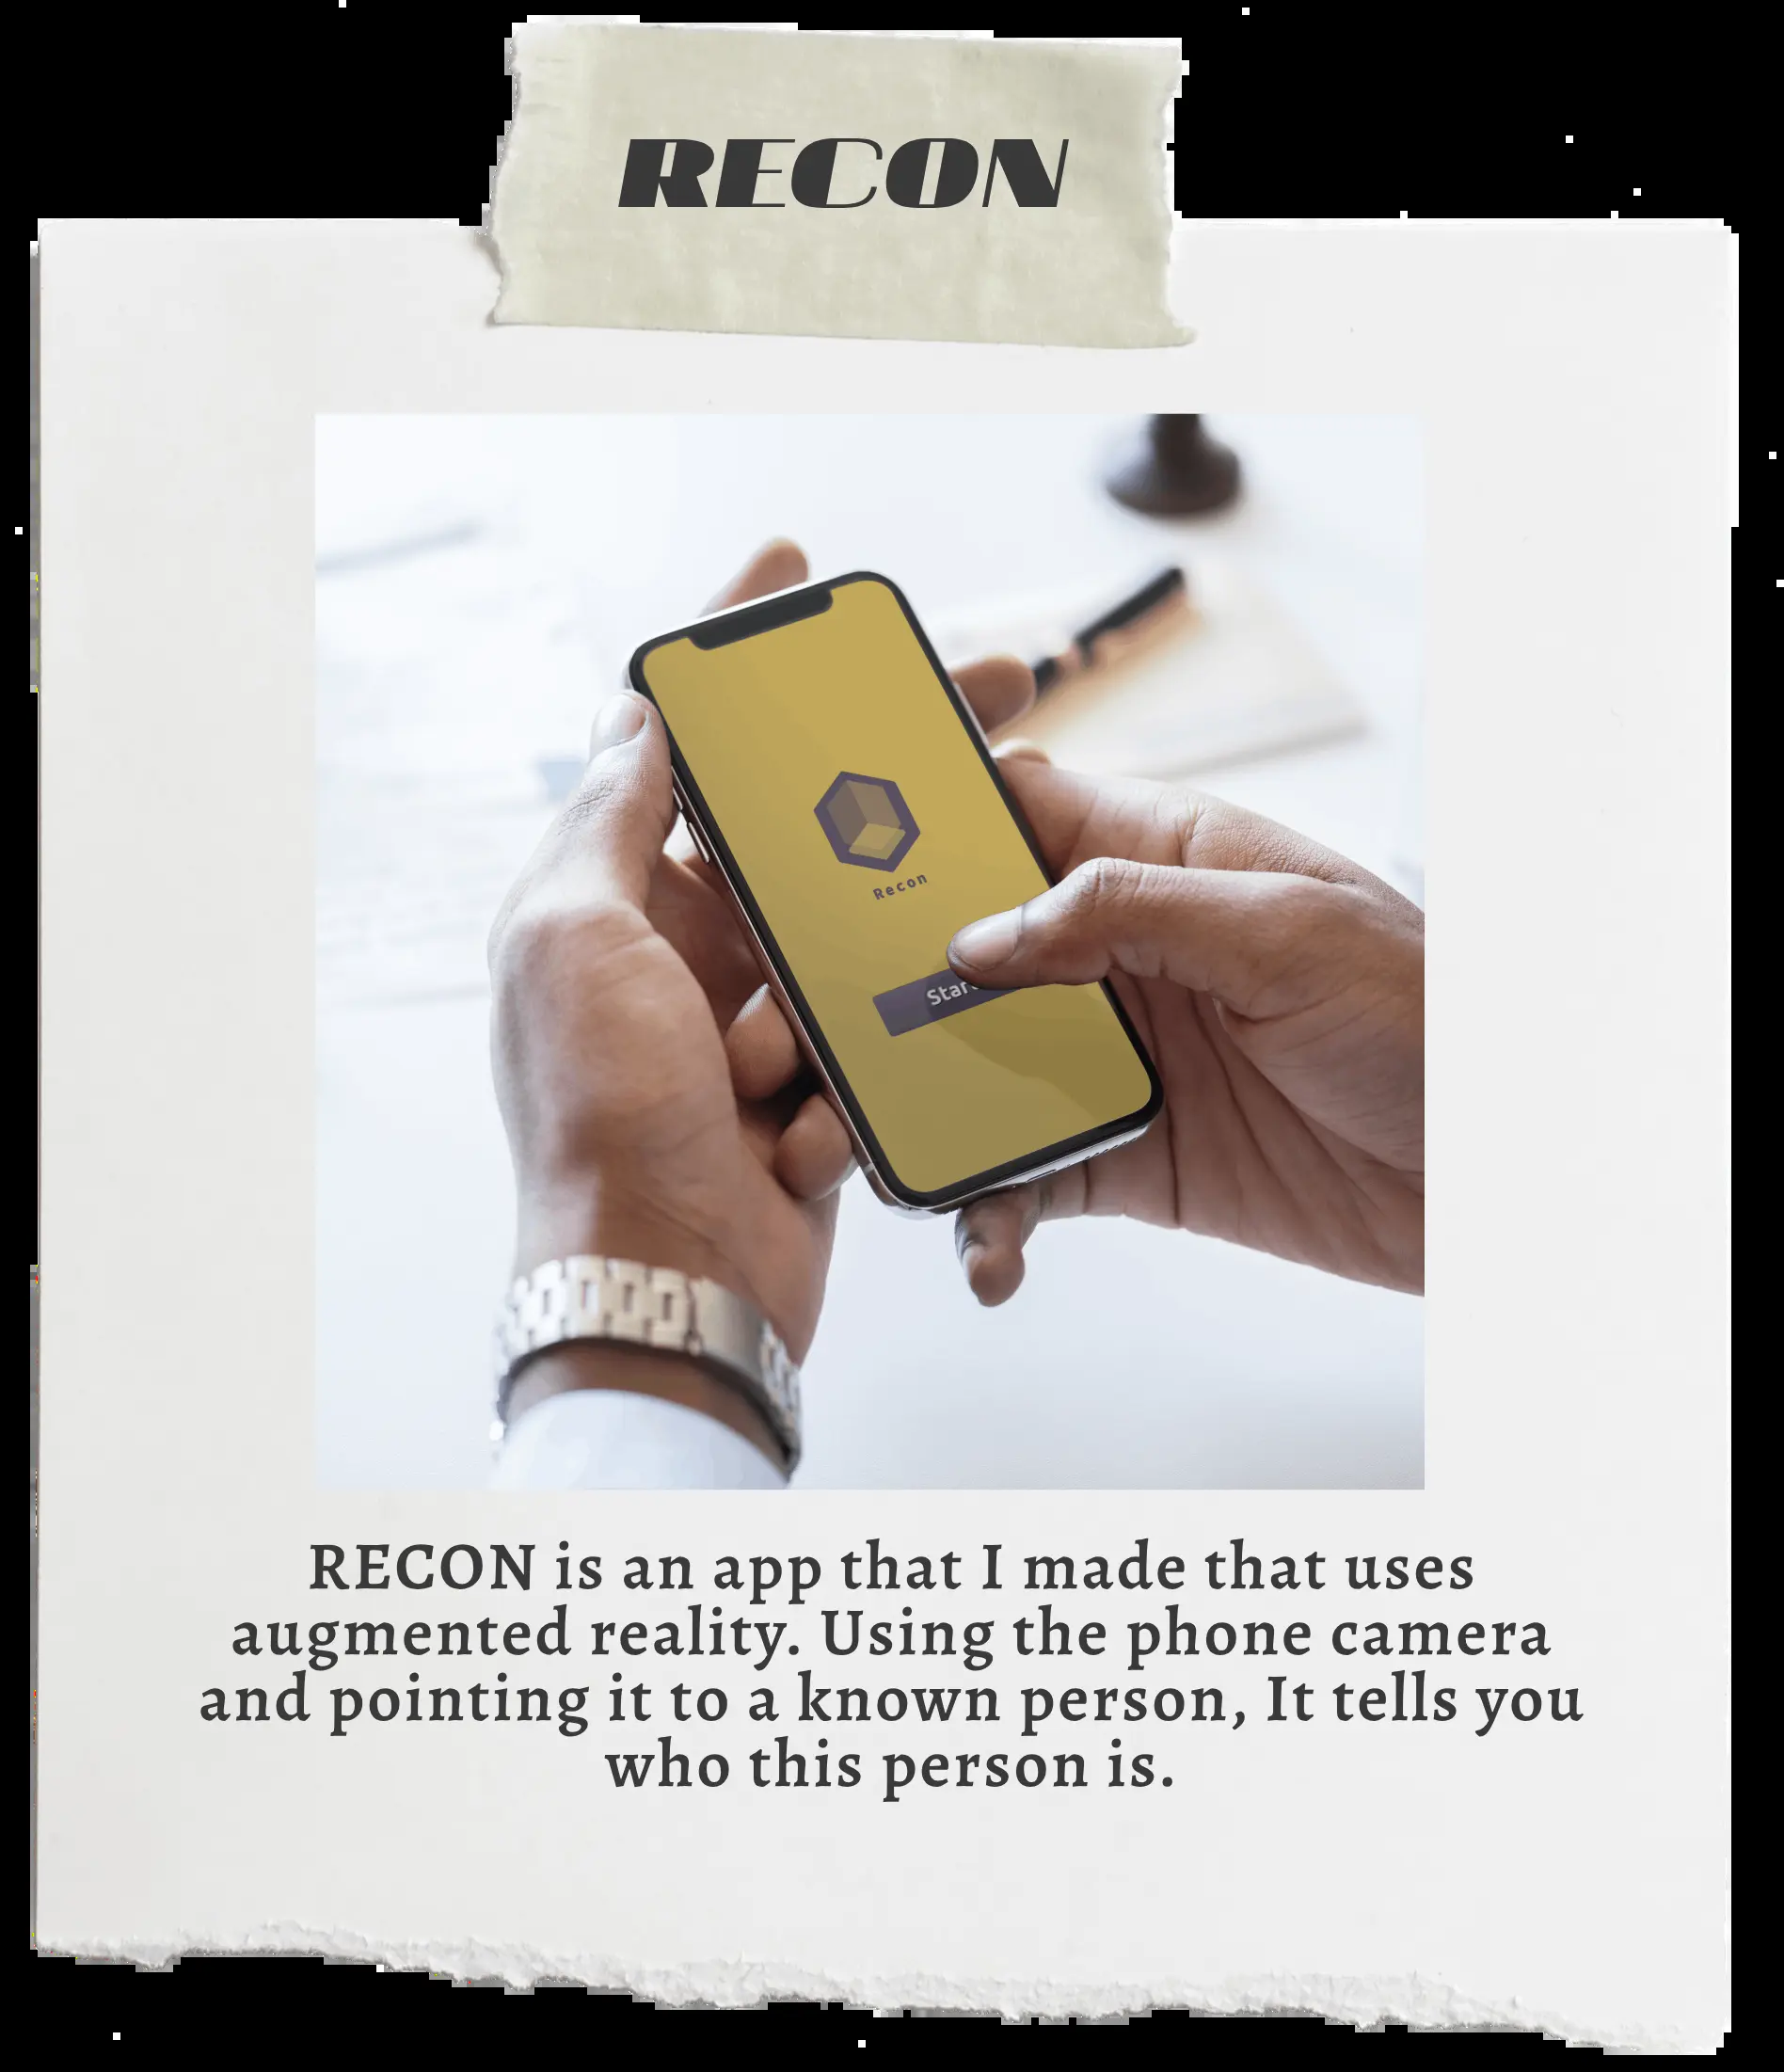 RECON
Recon
RECON is an app that I made that uses
augmented reality. Using the phone camera
and pointing it to a known person, It tells you
who this person is.